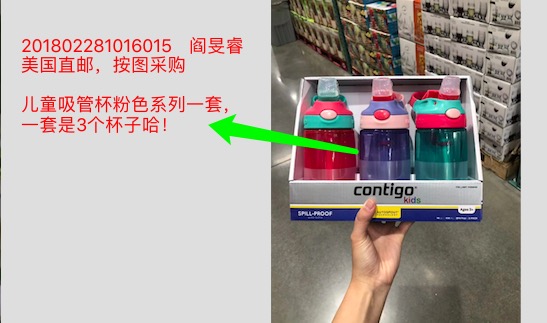 201802281016015 阎旻睿
美国直邮，按图采购
儿童吸管杯粉色系列一套，
一套是3个杯子哈！
contigo
kids
SPILL-PROOF